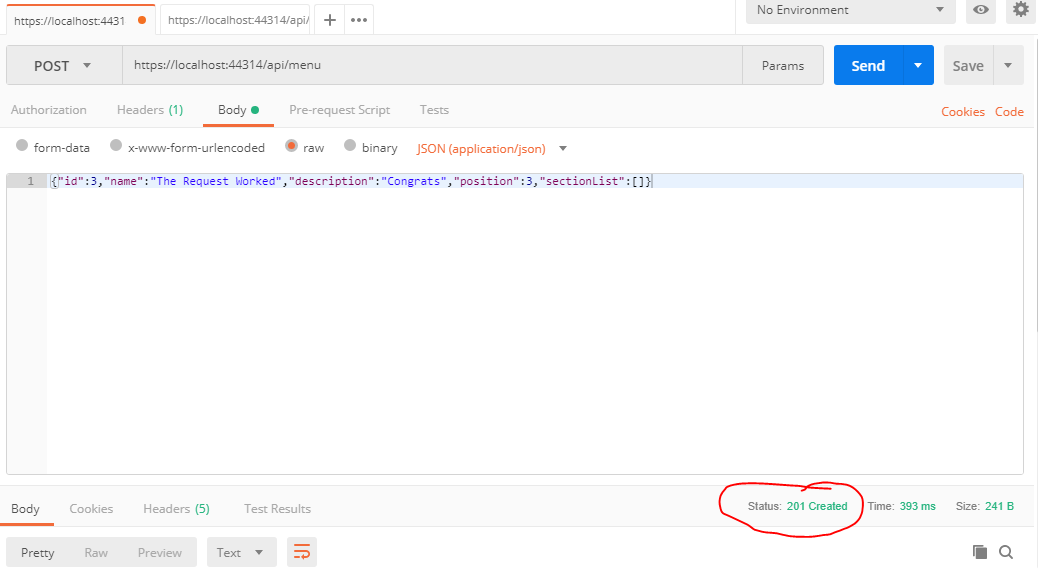 https://localhost:4431 https://localhost:44314/api/ No Environment
POST https://localhost:44314/api/menu Params Send Save
Authorization Headers (1) Body Pre-request Script Tests Cookies Code
form-data x-www-form-urlencoded raw binary JSON (application/json)
1 {"id":3,"name":"The Request Worked","description":"Congrats","position":3,"sectionList":[]}
Body Cookies Headers (5) Test Results Status: 201 Created Time: 393 ms Size: 241 B
Pretty Raw Preview Text